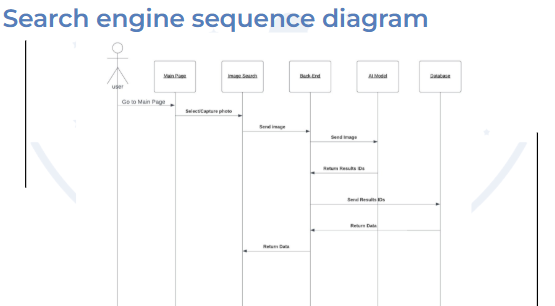 Search engine sequence diagram
user
Main Page
Image Search
Back-End
AI Model
Database
Go to Main Page
Select/Capture photo
Send image
Send Image
Return Results IDs
Send Results IDs
Return Data
Return Data